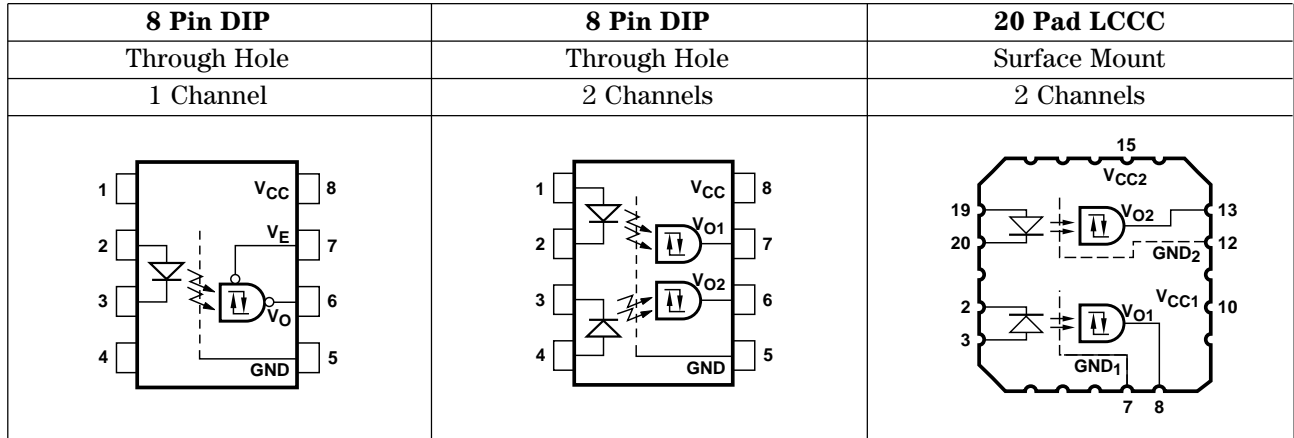 8 Pin DIP
8 Pin DIP
20 Pad LCCC
Through Hole
Through Hole
Surface Mount
1 Channel
2 Channels
2 Channels
1
2
3
4
VCC
VE
VO
GND
8
7
6
5
1
2
3
4
VCC
VO1
VO2
GND
8
7
6
5
15
VCC2
19
20
VO2
13
12
GND2
2
3
VCC1
10
VO1
GND1
7
8